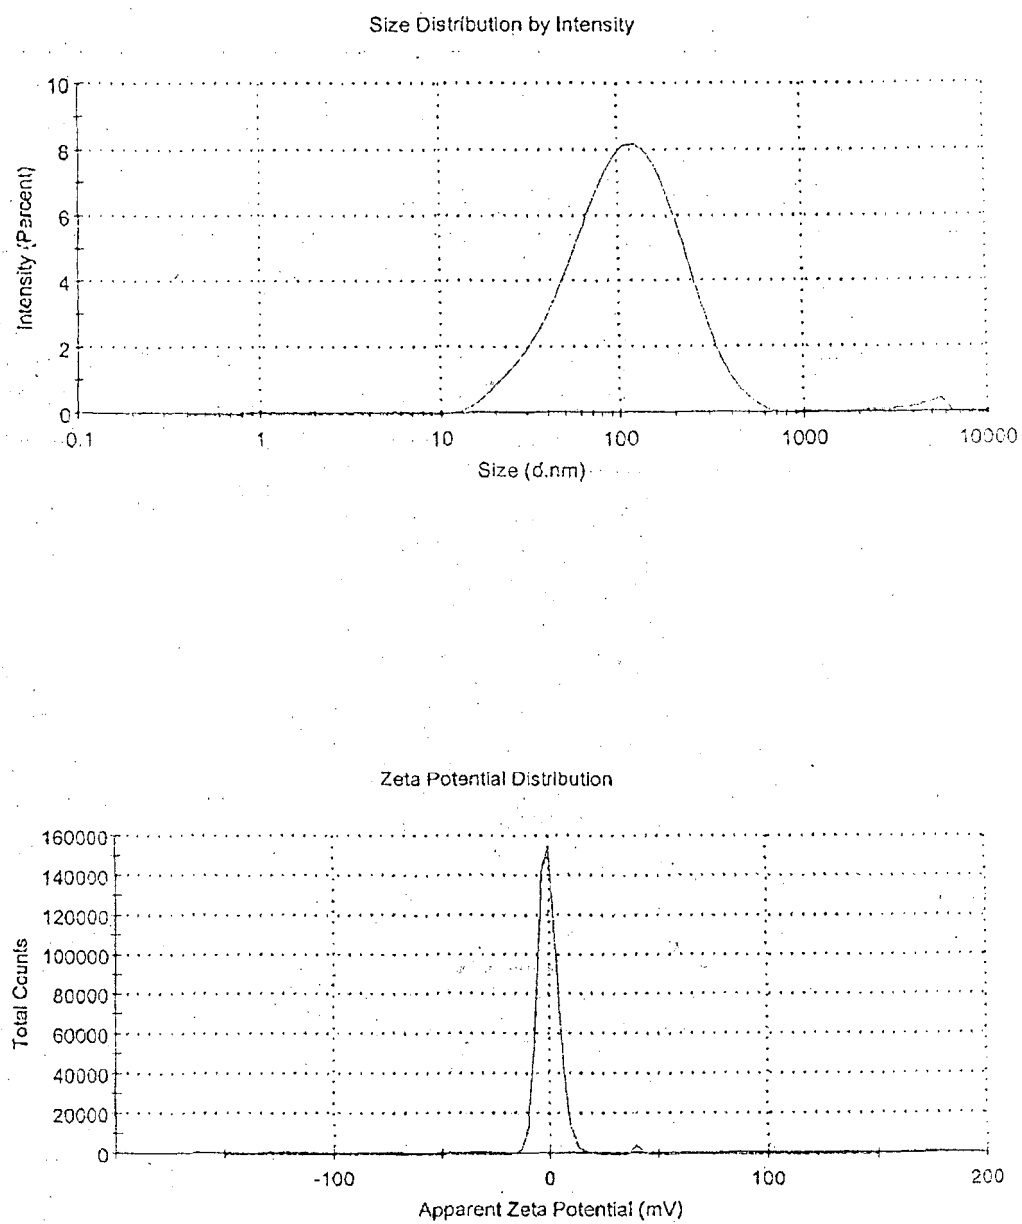 Size Distribution by Intensity
10
8
6
4
2
0
Intensity (Percent)
0.1 1 10 100 1000 10000
Size (d.nm)
Zeta Potential Distribution
160000
140000
120000
100000
80000
60000
40000
20000
0
Total Counts
-100 0 100 200
Apparent Zeta Potential (mV)